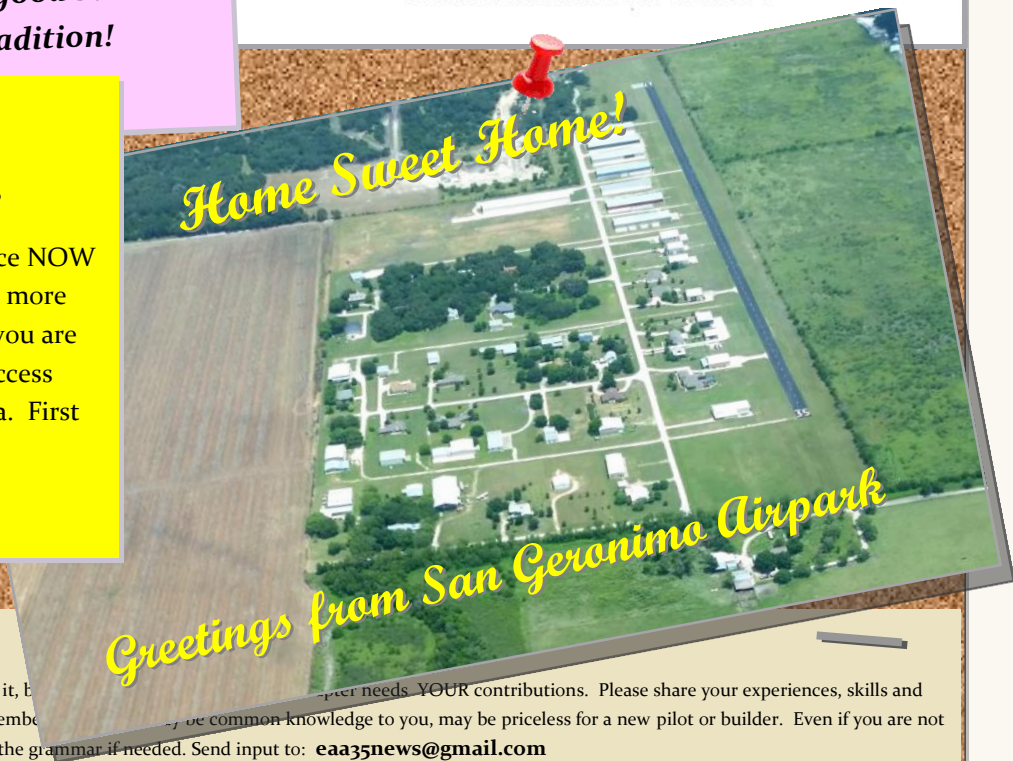 adition!
ce NOW
more
you are
ccess
a. First
Home Sweet Home!
35
Greetings from San Geronimo Airpark
it, b
pter needs YOUR contributions. Please share your experiences, skills and
embe
be common knowledge to you, may be priceless for a new pilot or builder. Even if you are not
the grammar if needed. Send input to: eaa35news@gmail.com